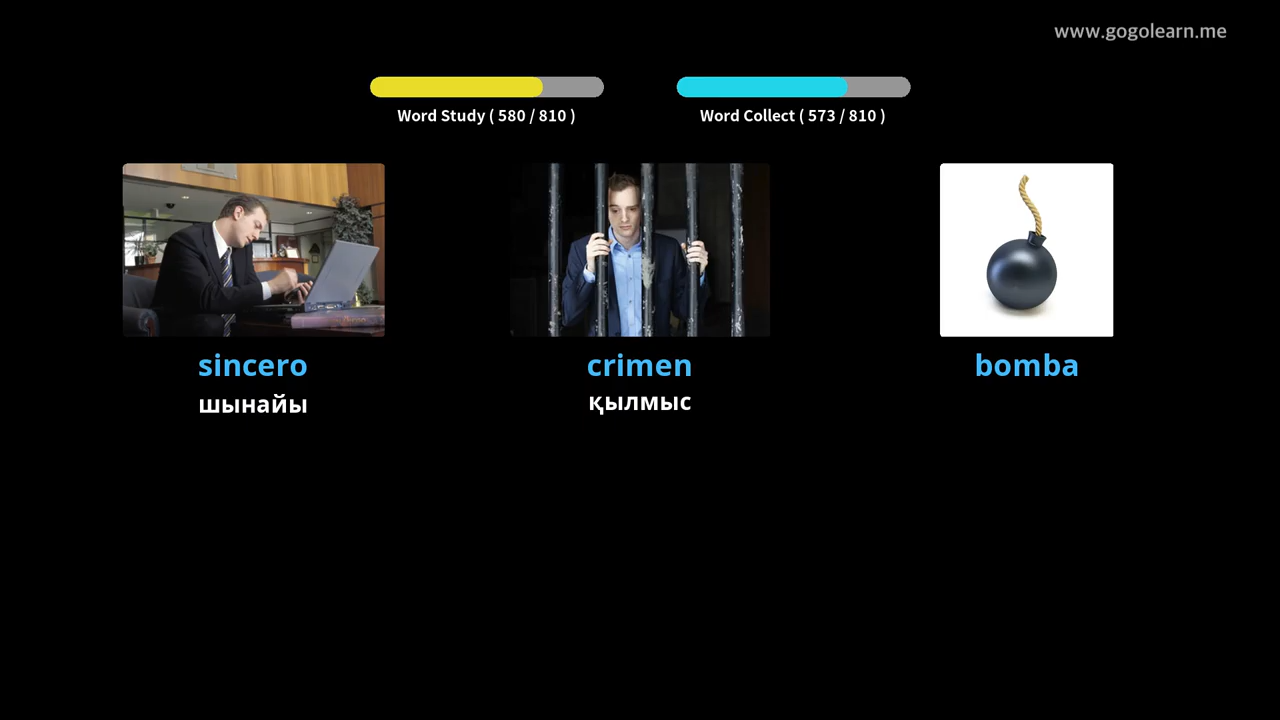 www.gogolearn.me
Word Study ( 580 / 810 )
Word Collect ( 573 / 810 )
sincero
crimen
bomba
шынайы
қылмыс